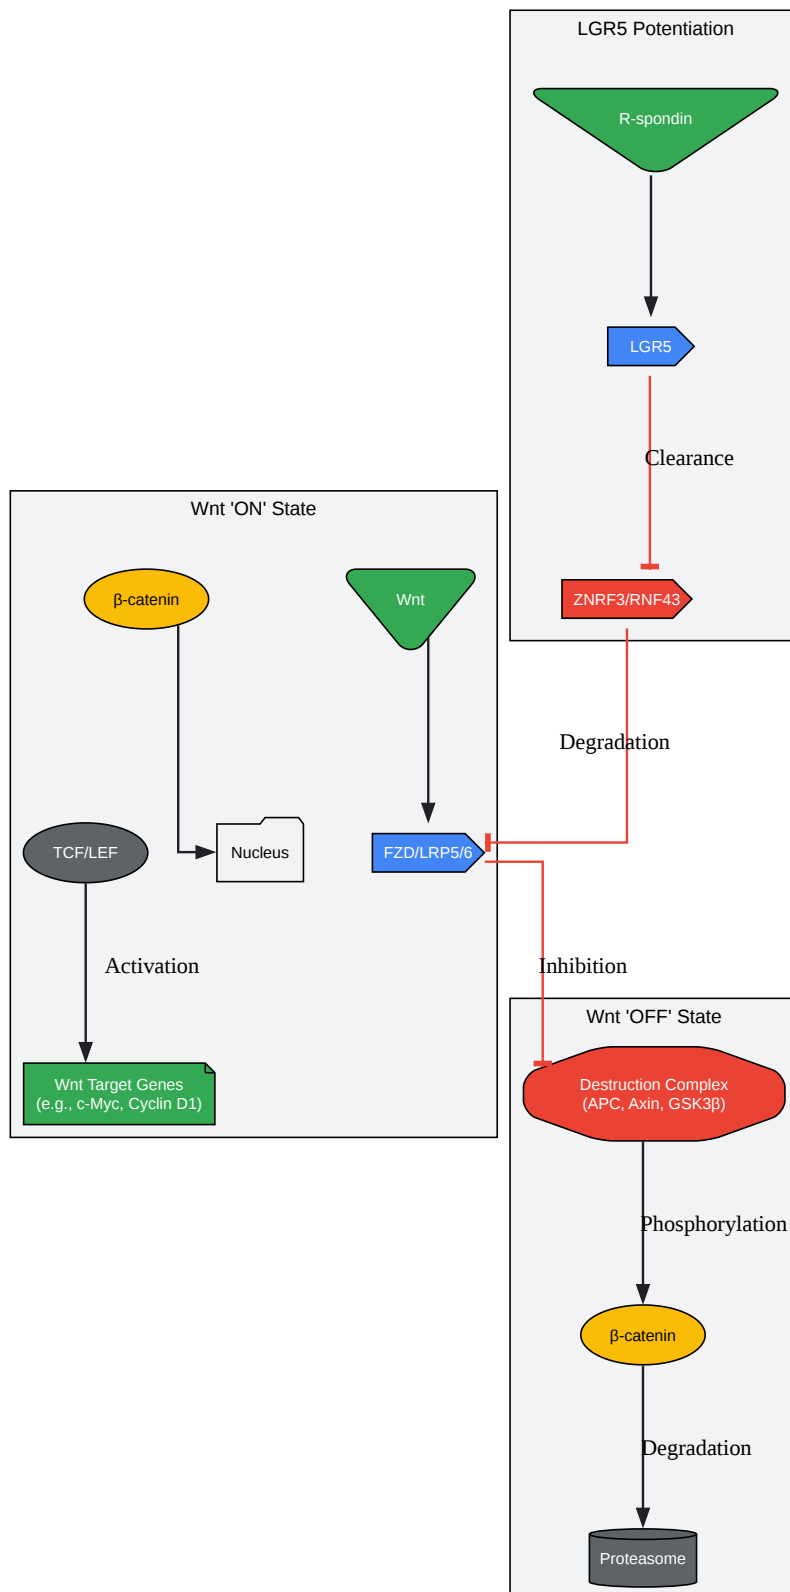 LGR5 Potentiation
R-spondin
LGR5
Clearance
ZNRF3/RNF43
Degradation
Wnt 'ON' State
β-catenin
Wnt
TCF/LEF
Nucleus
FZD/LRP5/6
Activation
Inhibition
Wnt Target Genes
(e.g., c-Myc, Cyclin D1)
Wnt 'OFF' State
Destruction Complex
(APC, Axin, GSK3β)
Phosphorylation
β-catenin
Degradation
Proteasome